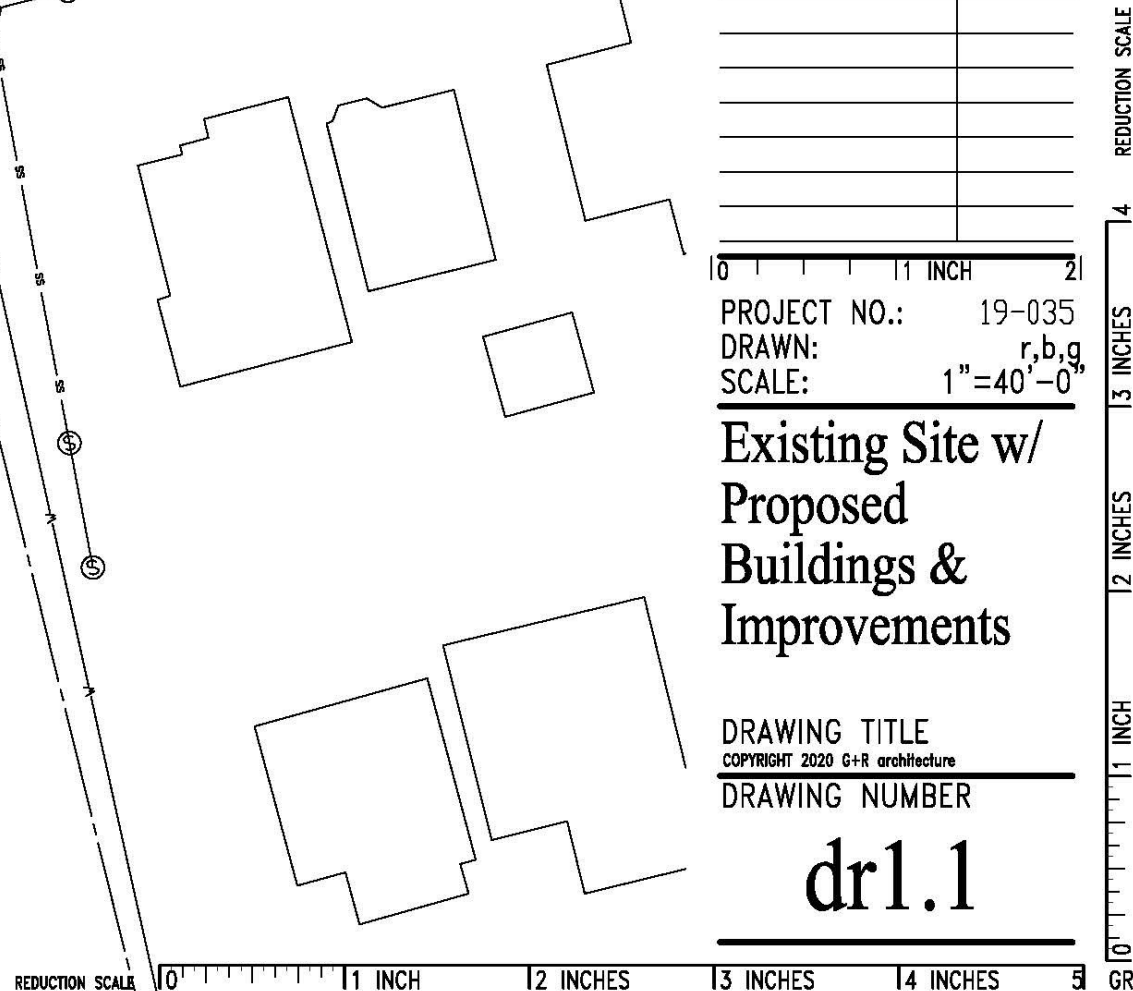 SS
SS
SS
SS
S
S
W
W
REDUCTION SCALE
4
3 INCHES
2 INCHES
1 INCH
0
0 1 INCH 2
PROJECT NO.: 19-035
DRAWN: r,b,g
SCALE: 1"=40'-0"
Existing Site w/
Proposed
Buildings &
Improvements
DRAWING TITLE
COPYRIGHT 2020 G+R architecture
DRAWING NUMBER
dr1.1
REDUCTION SCALE 0 1 INCH 2 INCHES 3 INCHES 4 INCHES 5 GR